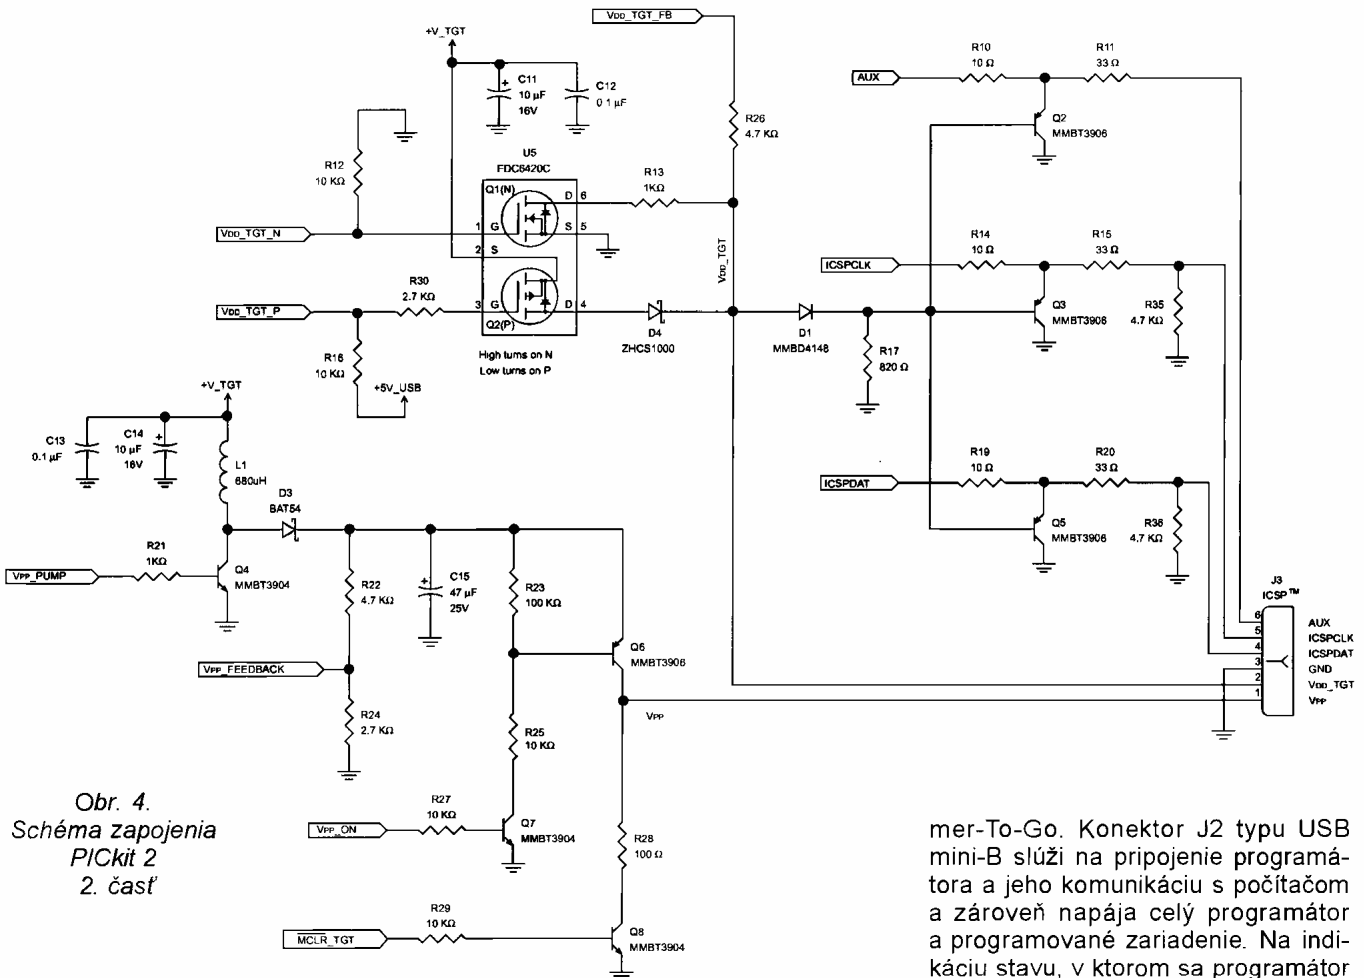 VDD_TGT_FB
+V_TGT
C11
10 µF
16V
C12
0 1 µF
R12
10 KΩ
R26
4.7 KΩ
U5
FDC6420C
Q1(N)
D 6
1 G
S 5
2 S
3 G
D 4
Q2(P)
High turns on N
Low turns on P
R13
1KΩ
VDD_TGT_N
VDD_TGT_P
R30
2.7 KΩ
R16
10 KΩ
+5V_USB
D4
ZHCS1000
VDD_TGT
D1
MMBD4148
R17
820 Ω
AUX
R10
10 Ω
R11
33 Ω
Q2
MMBT3906
ICSPCLK
R14
10 Ω
R15
33 Ω
Q3
MMBT3906
R35
4.7 KΩ
ICSPDAT
R19
10 Ω
R20
33 Ω
Q5
MMBT3906
R36
4.7 KΩ
+V_TGT
C13
0.1 µF
C14
10 µF
16V
L1
680uH
D3
BAT54
VPP_PUMP
R21
1KΩ
Q4
MMBT3904
R22
4.7 KΩ
C15
47 µF
25V
R23
100 KΩ
Q6
MMBT3906
VPP_FEEDBACK
R24
2.7 KΩ
R25
10 KΩ
VPP
VPP_ON
R27
10 KΩ
Q7
MMBT3904
R28
100 Ω
MCLR_TGT
R29
10 KΩ
Q8
MMBT3904
J3
ICSP™
6 AUX
5 ICSPCLK
4 ICSPDAT
3 GND
2 VDD_TGT
1 VPP
Obr. 4.
Schéma zapojenia
PICkit 2
2. časť
mer-To-Go. Konektor J2 typu USB
mini-B slúži na pripojenie programá-
tora a jeho komunikáciu s počítačom
a zároveň napája celý programátor
a programované zariadenie. Na indi-
káciu stavu, v ktorom sa programátor